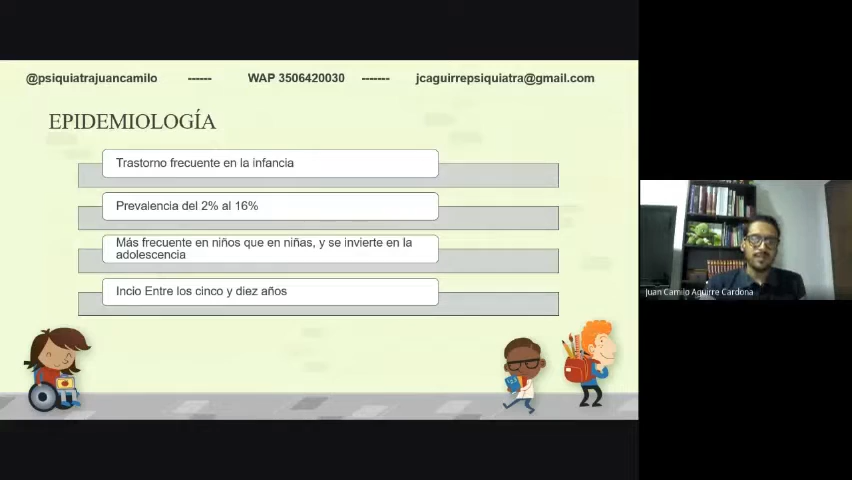 @psiquiatrajuancamilo ------ WAP 3506420030 ------- jcaguirrepsiquiatra@gmail.com
EPIDEMIOLOGÍA
Trastorno frecuente en la infancia
Prevalencia del 2% al 16%
Más frecuente en niños que en niñas, y se invierte en la
adolescencia
Incio Entre los cinco y diez años
Juan Camilo Aguirre Cardona